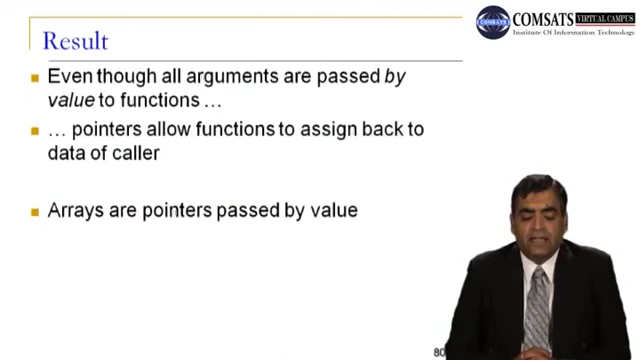 COMSATS VIRTUAL CAMPUS
Institute Of Information Technology
Result
Even though all arguments are passed by
value to functions …
… pointers allow functions to assign back to
data of caller
Arrays are pointers passed by value
80